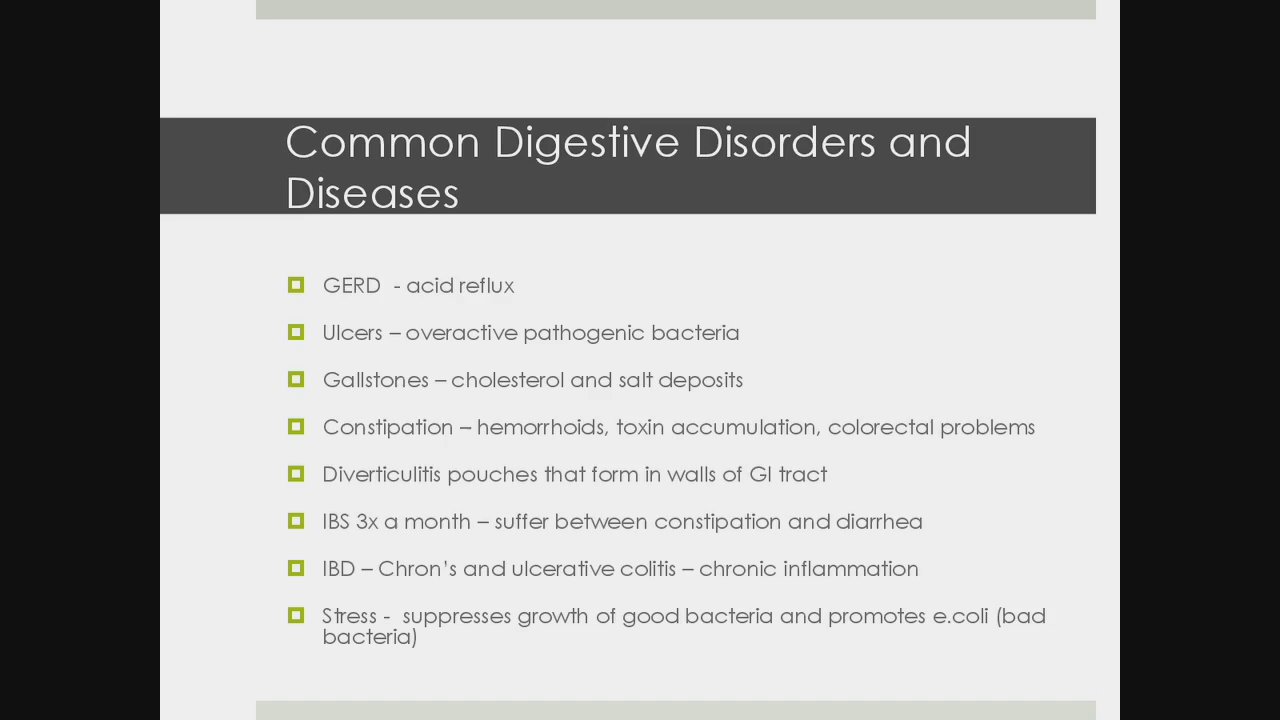 Common Digestive Disorders and
Diseases
GERD  - acid reflux
Ulcers – overactive pathogenic bacteria
Gallstones – cholesterol and salt deposits
Constipation – hemorrhoids, toxin accumulation, colorectal problems
Diverticulitis pouches that form in walls of GI tract
IBS 3x a month – suffer between constipation and diarrhea
IBD – Chron’s and ulcerative colitis – chronic inflammation
Stress -  suppresses growth of good bacteria and promotes e.coli (bad
bacteria)